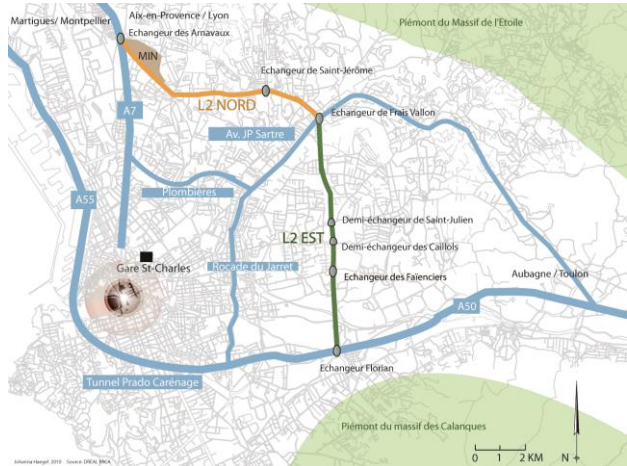 Martigues/ Montpellier
Aix-en-Provence / Lyon
Echangeur des Arnavaux
Piémont du Massif de l'Etoile
MIN
Echangeur de Saint-Jérôme
L2 NORD
A7
Echangeur de Frais Vallon
Av. JP Sartre
A55
Plombières
Demi-échangeur de Saint-Julien
L2 EST
Demi-échangeur des Caillols
Gare St-Charles
Rocade du Jarret
Echangeur des Faïenciers
Aubagne / Toulon
A50
Echangeur Florian
Tunnel Prado Carénage
Piémont du massif des Calanques
N
0 1 2 KM